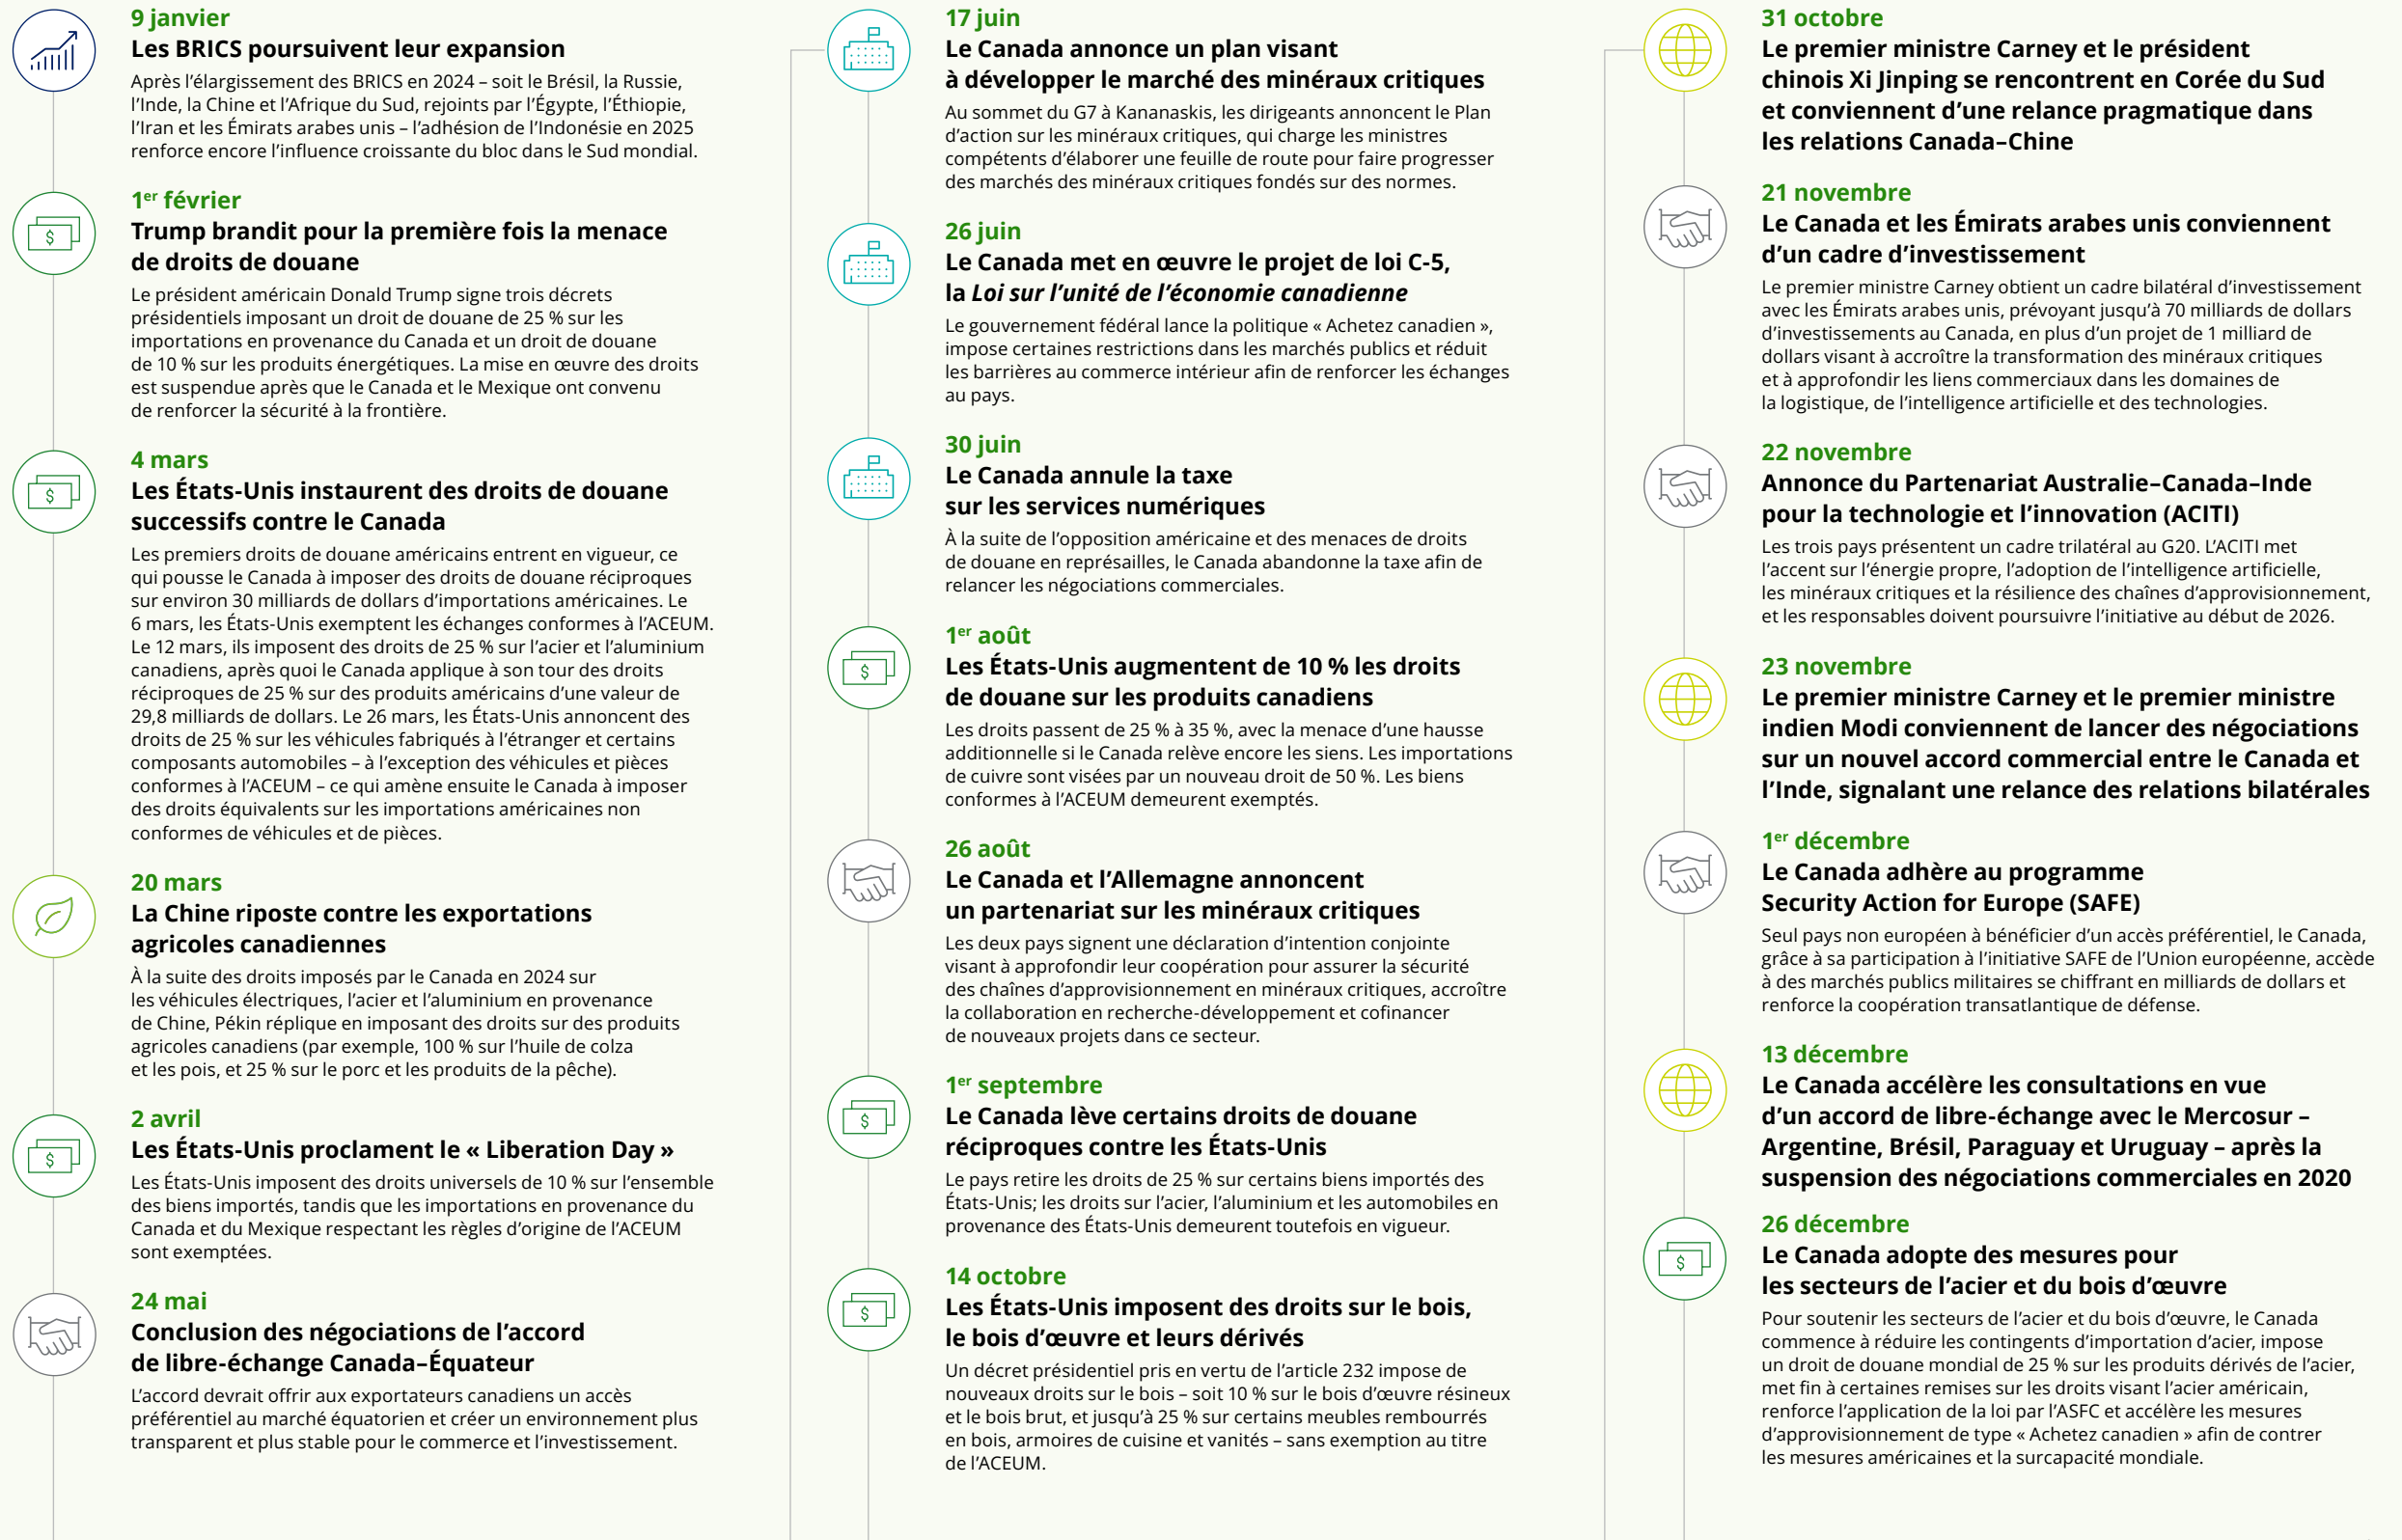 9 janvier
Les BRICS poursuivent leur expansion
Après l’élargissement des BRICS en 2024 – soit le Brésil, la Russie,
l’Inde, la Chine et l’Afrique du Sud, rejoints par l’Égypte, l’Éthiopie,
l’Iran et les Émirats arabes unis – l’adhésion de l’Indonésie en 2025
renforce encore l’influence croissante du bloc dans le Sud mondial.
1er février
Trump brandit pour la première fois la menace
de droits de douane
Le président américain Donald Trump signe trois décrets
présidentiels imposant un droit de douane de 25 % sur les
importations en provenance du Canada et un droit de douane
de 10 % sur les produits énergétiques. La mise en œuvre des droits
est suspendue après que le Canada et le Mexique ont convenu
de renforcer la sécurité à la frontière.
4 mars
Les États-Unis instaurent des droits de douane
successifs contre le Canada
Les premiers droits de douane américains entrent en vigueur, ce
qui pousse le Canada à imposer des droits de douane réciproques
sur environ 30 milliards de dollars d’importations américaines. Le
6 mars, les États-Unis exemptent les échanges conformes à l’ACEUM.
Le 12 mars, ils imposent des droits de 25 % sur l’acier et l’aluminium
canadiens, après quoi le Canada applique à son tour des droits
réciproques de 25 % sur des produits américains d’une valeur de
29,8 milliards de dollars. Le 26 mars, les États-Unis annoncent des
droits de 25 % sur les véhicules fabriqués à l’étranger et certains
composants automobiles – à l’exception des véhicules et pièces
conformes à l’ACEUM – ce qui amène ensuite le Canada à imposer
des droits équivalents sur les importations américaines non
conformes de véhicules et de pièces.
20 mars
La Chine riposte contre les exportations
agricoles canadiennes
À la suite des droits imposés par le Canada en 2024 sur
les véhicules électriques, l’acier et l’aluminium en provenance
de Chine, Pékin réplique en imposant des droits sur des produits
agricoles canadiens (par exemple, 100 % sur l’huile de colza
et les pois, et 25 % sur le porc et les produits de la pêche).
2 avril
Les États-Unis proclament le « Liberation Day »
Les États-Unis imposent des droits universels de 10 % sur l’ensemble
des biens importés, tandis que les importations en provenance du
Canada et du Mexique respectant les règles d’origine de l’ACEUM
sont exemptées.
24 mai
Conclusion des négociations de l’accord
de libre-échange Canada–Équateur
L’accord devrait offrir aux exportateurs canadiens un accès
préférentiel au marché équatorien et créer un environnement plus
transparent et plus stable pour le commerce et l’investissement.
17 juin
Le Canada annonce un plan visant
à développer le marché des minéraux critiques
Au sommet du G7 à Kananaskis, les dirigeants annoncent le Plan
d’action sur les minéraux critiques, qui charge les ministres
compétents d’élaborer une feuille de route pour faire progresser
des marchés des minéraux critiques fondés sur des normes.
26 juin
Le Canada met en œuvre le projet de loi C-5,
la Loi sur l’unité de l’économie canadienne
Le gouvernement fédéral lance la politique « Achetez canadien »,
impose certaines restrictions dans les marchés publics et réduit
les barrières au commerce intérieur afin de renforcer les échanges
au pays.
30 juin
Le Canada annule la taxe
sur les services numériques
À la suite de l’opposition américaine et des menaces de droits
de douane en représailles, le Canada abandonne la taxe afin de
relancer les négociations commerciales.
1er août
Les États-Unis augmentent de 10 % les droits
de douane sur les produits canadiens
Les droits passent de 25 % à 35 %, avec la menace d’une hausse
additionnelle si le Canada relève encore les siens. Les importations
de cuivre sont visées par un nouveau droit de 50 %. Les biens
conformes à l’ACEUM demeurent exemptés.
26 août
Le Canada et l’Allemagne annoncent
un partenariat sur les minéraux critiques
Les deux pays signent une déclaration d’intention conjointe
visant à approfondir leur coopération pour assurer la sécurité
des chaînes d’approvisionnement en minéraux critiques, accroître
la collaboration en recherche-développement et cofinancer
de nouveaux projets dans ce secteur.
1er septembre
Le Canada lève certains droits de douane
réciproques contre les États-Unis
Le pays retire les droits de 25 % sur certains biens importés des
États-Unis; les droits sur l’acier, l’aluminium et les automobiles en
provenance des États-Unis demeurent toutefois en vigueur.
14 octobre
Les États-Unis imposent des droits sur le bois,
le bois d’œuvre et leurs dérivés
Un décret présidentiel pris en vertu de l’article 232 impose de
nouveaux droits sur le bois – soit 10 % sur le bois d’œuvre résineux
et le bois brut, et jusqu’à 25 % sur certains meubles rembourrés
en bois, armoires de cuisine et vanités – sans exemption au titre
de l’ACEUM.
31 octobre
Le premier ministre Carney et le président
chinois Xi Jinping se rencontrent en Corée du Sud
et conviennent d’une relance pragmatique dans
les relations Canada–Chine
21 novembre
Le Canada et les Émirats arabes unis conviennent
d’un cadre d’investissement
Le premier ministre Carney obtient un cadre bilatéral d’investissement
avec les Émirats arabes unis, prévoyant jusqu’à 70 milliards de dollars
d’investissements au Canada, en plus d’un projet de 1 milliard de
dollars visant à accroître la transformation des minéraux critiques
et à approfondir les liens commerciaux dans les domaines de
la logistique, de l’intelligence artificielle et des technologies.
22 novembre
Annonce du Partenariat Australie–Canada–Inde
pour la technologie et l’innovation (ACITI)
Les trois pays présentent un cadre trilatéral au G20. L’ACITI met
l’accent sur l’énergie propre, l’adoption de l’intelligence artificielle,
les minéraux critiques et la résilience des chaînes d’approvisionnement,
et les responsables doivent poursuivre l’initiative au début de 2026.
23 novembre
Le premier ministre Carney et le premier ministre
indien Modi conviennent de lancer des négociations
sur un nouvel accord commercial entre le Canada et
l’Inde, signalant une relance des relations bilatérales
1er décembre
Le Canada adhère au programme
Security Action for Europe (SAFE)
Seul pays non européen à bénéficier d’un accès préférentiel, le Canada,
grâce à sa participation à l’initiative SAFE de l’Union européenne, accède
à des marchés publics militaires se chiffrant en milliards de dollars et
renforce la coopération transatlantique de défense.
13 décembre
Le Canada accélère les consultations en vue
d’un accord de libre-échange avec le Mercosur –
Argentine, Brésil, Paraguay et Uruguay – après la
suspension des négociations commerciales en 2020
26 décembre
Le Canada adopte des mesures pour
les secteurs de l’acier et du bois d’œuvre
Pour soutenir les secteurs de l’acier et du bois d’œuvre, le Canada
commence à réduire les contingents d’importation d’acier, impose
un droit de douane mondial de 25 % sur les produits dérivés de l’acier,
met fin à certaines remises sur les droits visant l’acier américain,
renforce l’application de la loi par l’ASFC et accélère les mesures
d’approvisionnement de type « Achetez canadien » afin de contrer
les mesures américaines et la surcapacité mondiale.